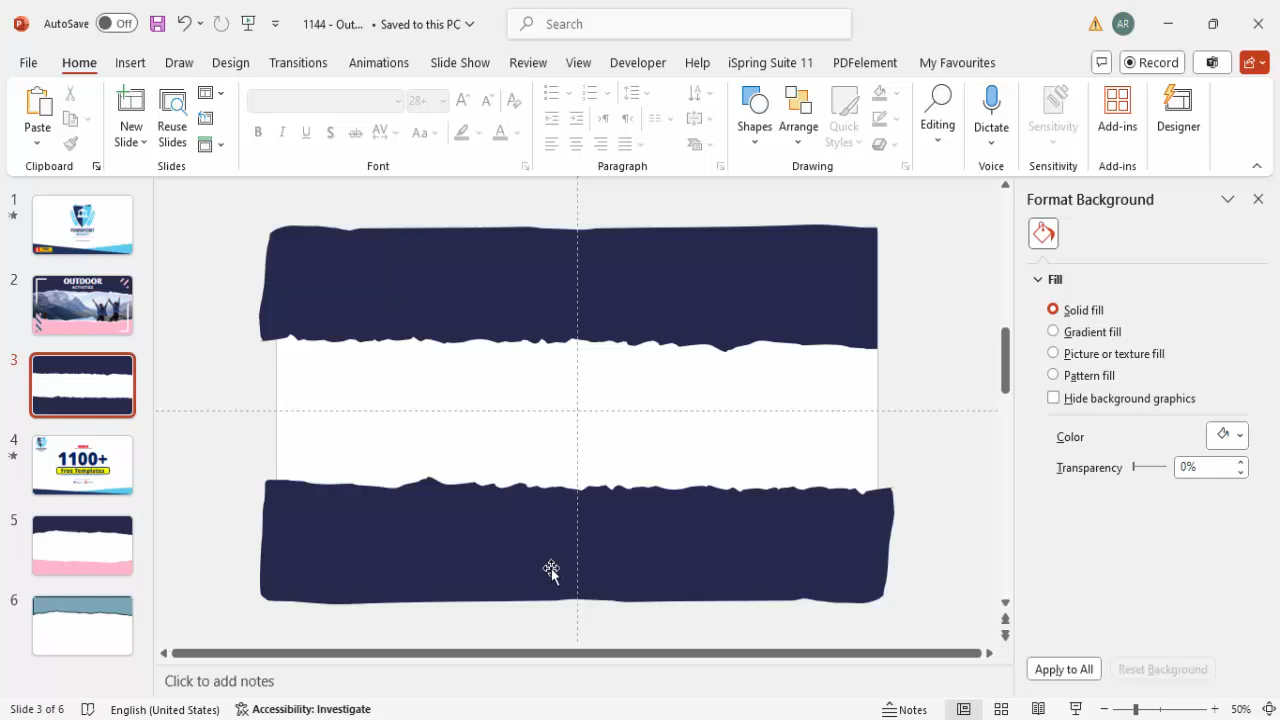 AutoSave Off 1144 - Out... • Saved to this PC Search AR
File Home Insert Draw Design Transitions Animations Slide Show Review View Developer Help iSpring Suite 11 PDFelement My Favourites Record
Paste New Slide Reuse Slides 28+ Shapes Arrange Quick Styles Editing Dictate Sensitivity Add-ins Designer
Clipboard Slides Font Paragraph Drawing Voice Sensitivity Add-ins
1
2
OUTDOOR
ACTIVITIES
3
4
1100+
Free Templates
5
6
Format Background
Fill
Solid fill
Gradient fill
Picture or texture fill
Pattern fill
Hide background graphics
Color
Transparency 0%
Apply to All Reset Background
Click to add notes
Slide 3 of 6 English (United States) Accessibility: Investigate Notes 50%